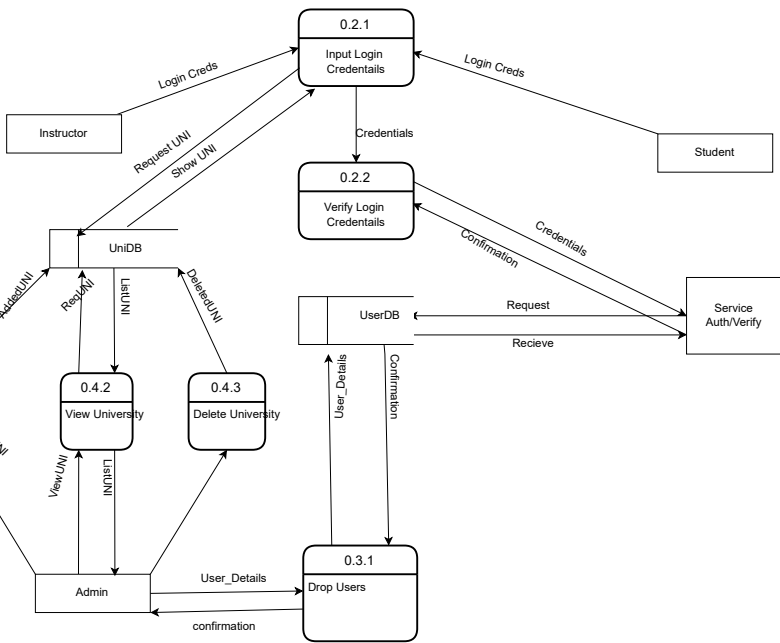 0.2.1
Input Login
Credentails
Login Creds
Login Creds
Instructor
Student
Request UNI
Show UNI
Credentials
0.2.2
Verify Login
Credentails
Credentials
Confirmation
UniDB
AddedUNI
ReqUNI
ListUNI
DeletedUNI
UserDB
Request
Recieve
Service
Auth/Verify
0.4.2
View University
0.4.3
Delete University
User_Details
Confirmation
View UNI
ListUNI
Admin
User_Details
confirmation
0.3.1
Drop Users